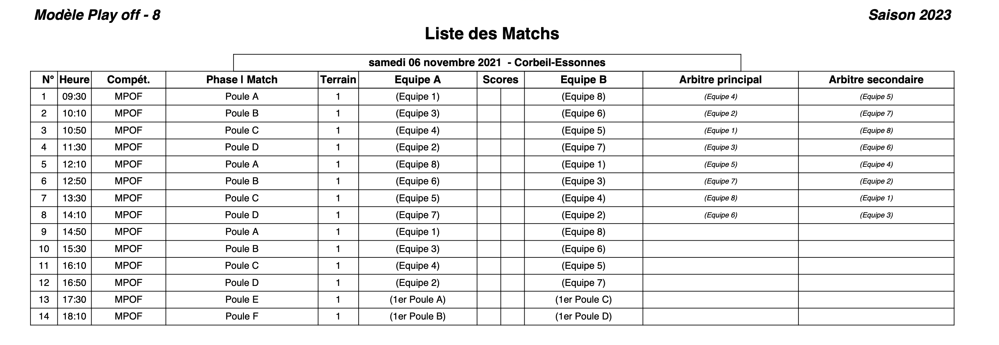 Modèle Play off - 8 Saison 2023
Liste des Matchs
samedi 06 novembre 2021 - Corbeil-Essonnes
N° Heure Compét. Phase | Match Terrain Equipe A Scores Equipe B Arbitre principal Arbitre secondaire
1 09:30 MPOF Poule A 1 (Equipe 1) (Equipe 8) (Equipe 4) (Equipe 5)
2 10:10 MPOF Poule B 1 (Equipe 3) (Equipe 6) (Equipe 2) (Equipe 7)
3 10:50 MPOF Poule C 1 (Equipe 4) (Equipe 5) (Equipe 1) (Equipe 8)
4 11:30 MPOF Poule D 1 (Equipe 2) (Equipe 7) (Equipe 3) (Equipe 6)
5 12:10 MPOF Poule A 1 (Equipe 8) (Equipe 1) (Equipe 5) (Equipe 4)
6 12:50 MPOF Poule B 1 (Equipe 6) (Equipe 3) (Equipe 7) (Equipe 2)
7 13:30 MPOF Poule C 1 (Equipe 5) (Equipe 4) (Equipe 8) (Equipe 1)
8 14:10 MPOF Poule D 1 (Equipe 7) (Equipe 2) (Equipe 6) (Equipe 3)
9 14:50 MPOF Poule A 1 (Equipe 1) (Equipe 8)
10 15:30 MPOF Poule B 1 (Equipe 3) (Equipe 6)
11 16:10 MPOF Poule C 1 (Equipe 4) (Equipe 5)
12 16:50 MPOF Poule D 1 (Equipe 2) (Equipe 7)
13 17:30 MPOF Poule E 1 (1er Poule A) (1er Poule C)
14 18:10 MPOF Poule F 1 (1er Poule B) (1er Poule D)